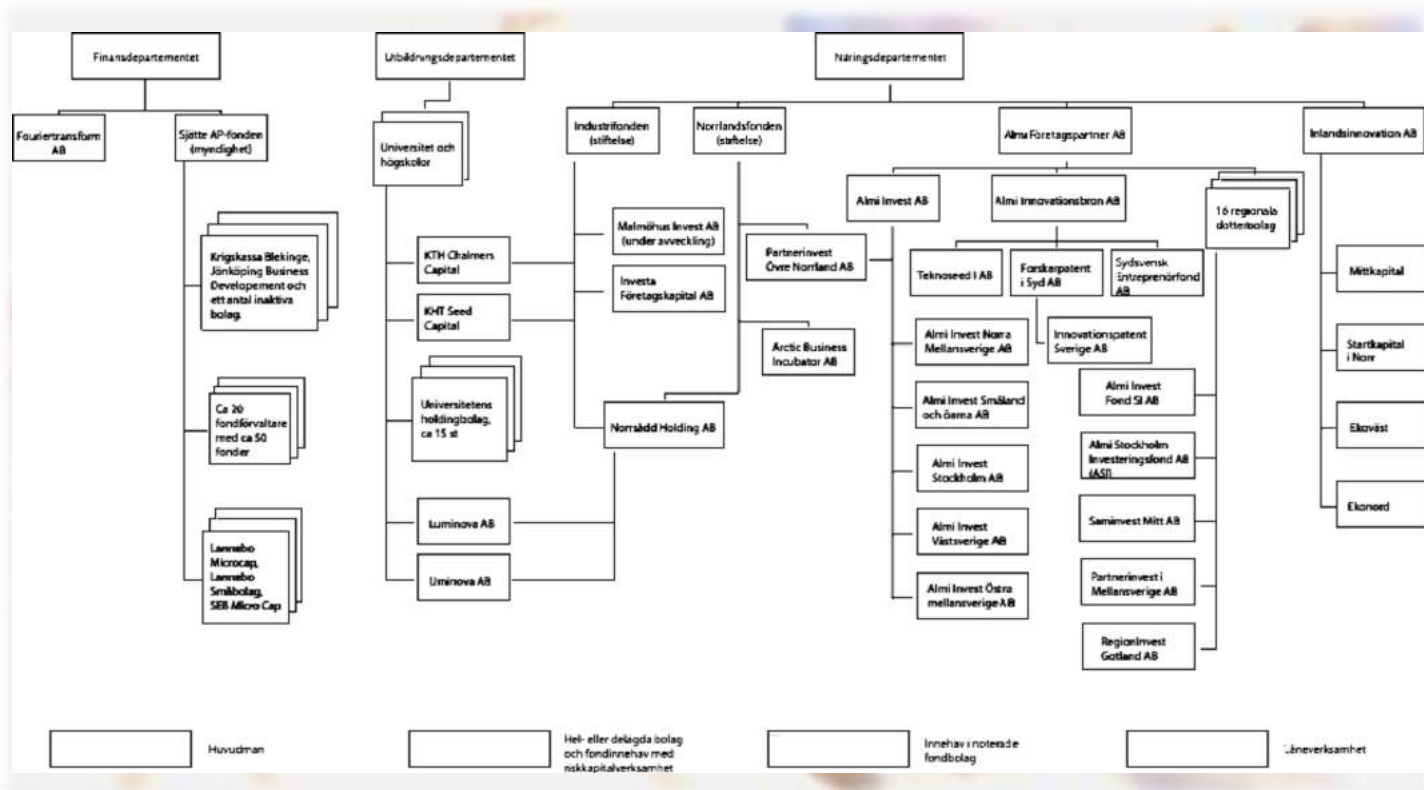 Finansdepartementet
Utbildningsdepartementet
Näringsdepartementet
Fouriertransform
AB
Sjätte AP-fonden
(myndighet)
Universitet och
högskolor
Industrifonden
(stiftelse)
Norrlandsfonden
(stiftelse)
Almi Företagspartner AB
Inlandsinnovation AB
Almi Invest AB
Almi Innovationsbron AB
16 regionala
dotterbolag
Krigskassa Blekinge,
Jönköping Business
Developement och
ett antal inaktiva
bolag.
KTH Chalmers
Capital
Malmöhus Invest AB
(under avveckling)
Partnerinvest
Övre Norrland AB
Teknoseed I AB
Forskarpatent
i Syd AB
Sydsvensk
Entreprenörfond
AB
Mittkapital
KHT Seed
Capital
Investa
Företagskapital AB
Arctic Business
Incubator AB
Almi Invest Norra
Mellansverige AB
Innovationspatent
Sverige AB
Startkapital
i Norr
Ca 20
fondförvaltare
med ca 50
fonder
Universitetens
holdingbolag,
ca 15 st
Norrsådd Holding AB
Almi Invest Småland
och öarna AB
Almi Invest
Fond SI AB
Ekoväst
Almi Invest
Stockholm AB
Almi Stockholm
Investeringsfond AB
(ASI)
Ekonord
Lannebo
Microcap,
Lannebo
Småbolag,
SEB Micro Cap
Luminova AB
Almi Invest
Västsverige AB
Saminvest Mitt AB
Uminova AB
Almi Invest Östra
mellansverige AB
Partnerinvest i
Mellansverige AB
RegionInvest
Gotland AB
Huvudman
Hel- eller delägda bolag
och fondinnehav med
riskkapitalverksamhet
Innehav i noterade
fondbolag
Låneverksamhet